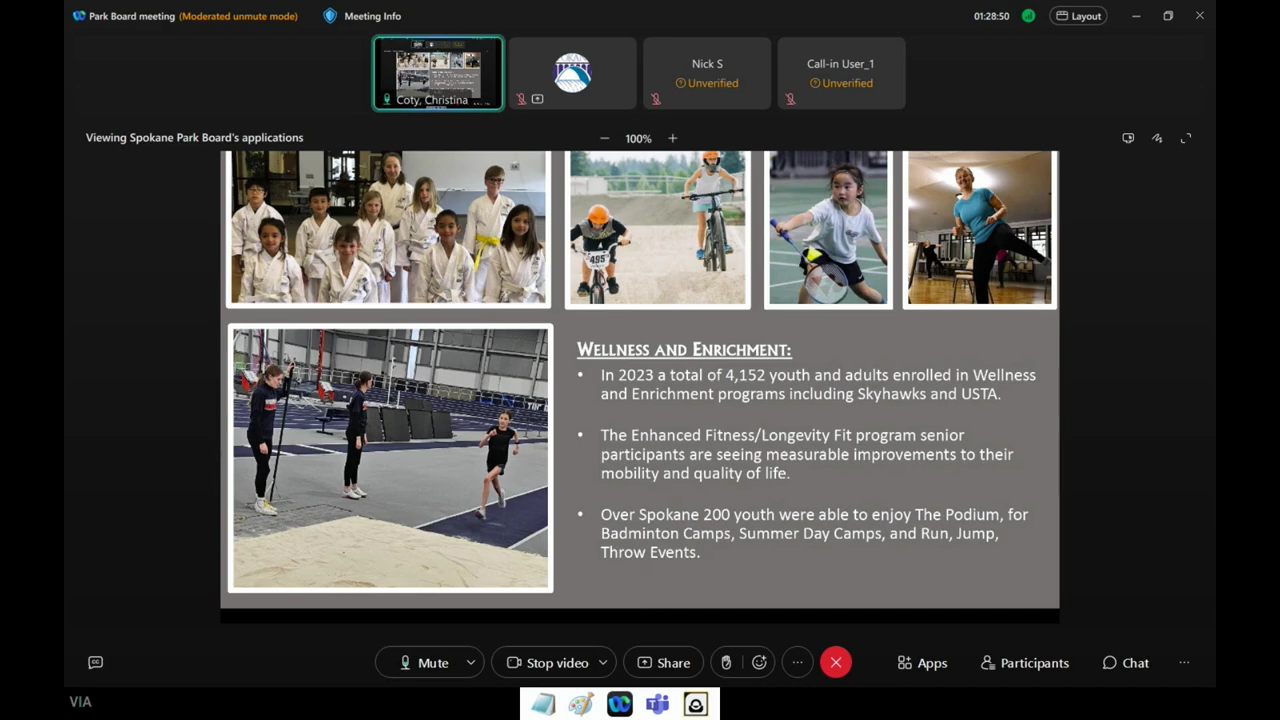 Park Board meeting (Moderated unmute mode)
Meeting Info
01:28:50
Layout
Coty, Christina
Nick S
Unverified
Call-in User_1
Unverified
Viewing Spokane Park Board's applications
100%
495
WELLNESS AND ENRICHMENT:
• In 2023 a total of 4,152 youth and adults enrolled in Wellness
and Enrichment programs including Skyhawks and USTA.
• The Enhanced Fitness/Longevity Fit program senior
participants are seeing measurable improvements to their
mobility and quality of life.
• Over Spokane 200 youth were able to enjoy The Podium, for
Badminton Camps, Summer Day Camps, and Run, Jump,
Throw Events.
Mute
Stop video
Share
Apps
Participants
Chat
VIA